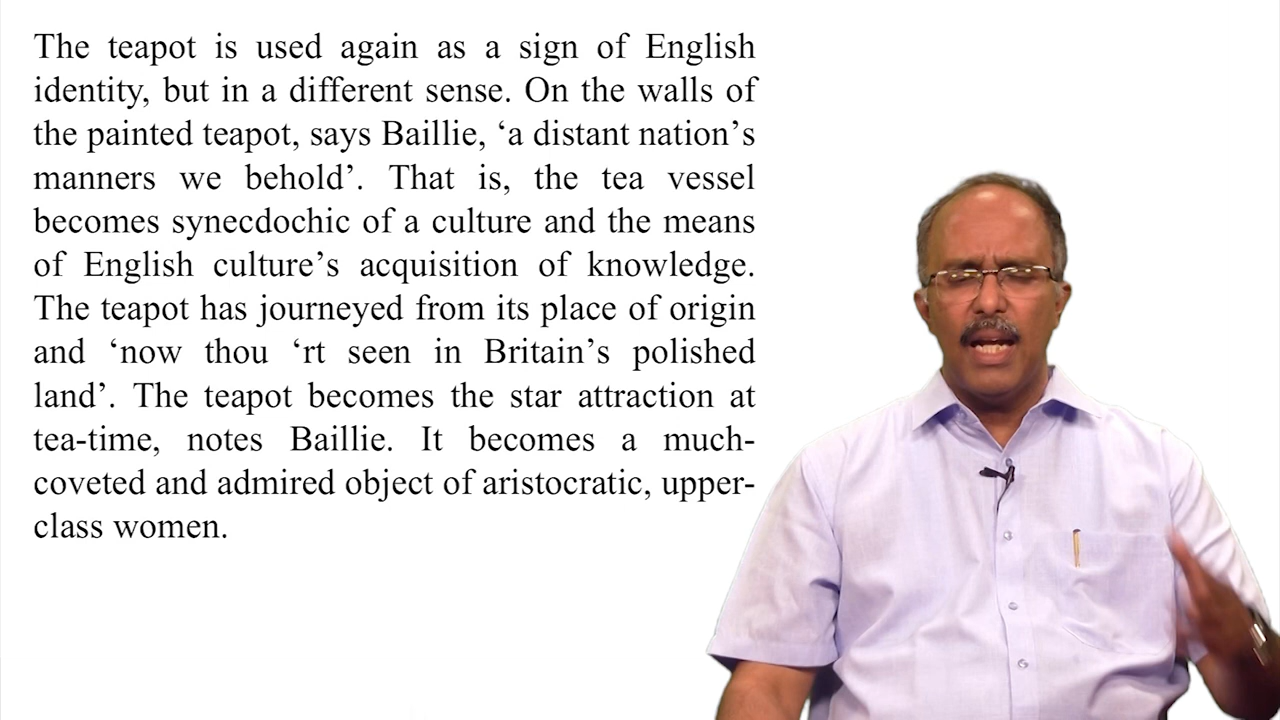 The teapot is used again as a sign of English
identity, but in a different sense. On the walls of
the painted teapot, says Baillie, ‘a distant nation’s
manners we behold’. That is, the tea vessel
becomes synecdochic of a culture and the means
of English culture’s acquisition of knowledge.
The teapot has journeyed from its place of origin
and ‘now thou ‘rt seen in Britain’s polished
land’. The teapot becomes the star attraction at
tea-time, notes Baillie. It becomes a much-
coveted and admired object of aristocratic, upper-
class women.